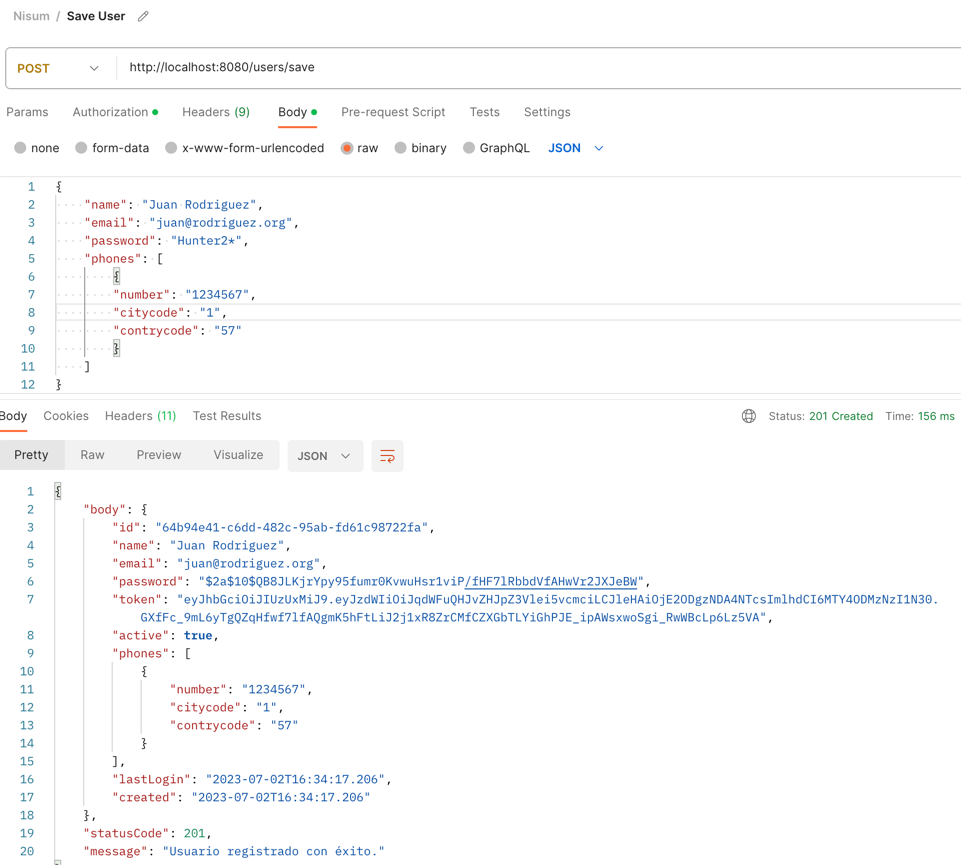 Nisum / Save User
POST http://localhost:8080/users/save
Params Authorization Headers (9) Body Pre-request Script Tests Settings
none form-data x-www-form-urlencoded raw binary GraphQL JSON
1 {
2 "name": "Juan Rodriguez",
3 "email": "juan@rodriguez.org",
4 "password": "Hunter2*",
5 "phones": [
6 {
7 "number": "1234567",
8 "citycode": "1",
9 "contrycode": "57"
10 }
11 ]
12 }
Body Cookies Headers (11) Test Results Status: 201 Created Time: 156 ms
Pretty Raw Preview Visualize JSON
1 {
2 "body": {
3 "id": "64b94e41-c6dd-482c-95ab-fd61c98722fa",
4 "name": "Juan Rodriguez",
5 "email": "juan@rodriguez.org",
6 "password": "$2a$10$QB8JLKjrYpy95fumr0KvwuHsr1viP/fHF7lRbbdVfAHwVr2JXJeBW",
7 "token": "eyJhbGciOiJIUzUxMiJ9.eyJzdWIiOiJqdWFuQHJvZHJpZ3Vlei5vcmciLCJleHAiOjE2ODgzNDA4NTcsImlhdCI6MTY4ODMzNzI1N30.
GXfFc_9mL6yTgQZqHfwf7lfAQgmK5hFtLiJ2j1xR8ZrCMfCZXGbTLYiGhPJE_ipAWsxwoSgi_RwWBcLp6Lz5VA",
8 "active": true,
9 "phones": [
10 {
11 "number": "1234567",
12 "citycode": "1",
13 "contrycode": "57"
14 }
15 ],
16 "lastLogin": "2023-07-02T16:34:17.206",
17 "created": "2023-07-02T16:34:17.206"
18 },
19 "statusCode": 201,
20 "message": "Usuario registrado con éxito."